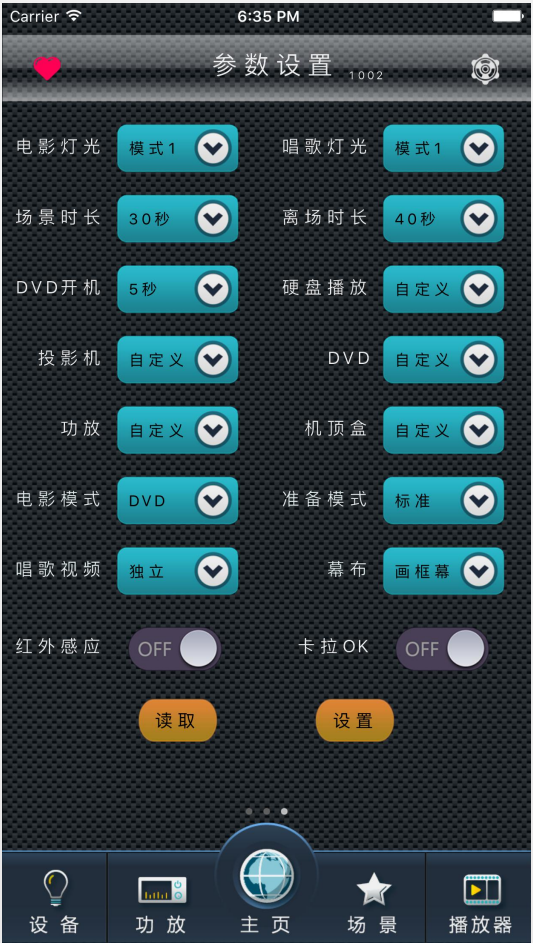 Carrier 6:35 PM
参数设置 1002
电影灯光 模式1 唱歌灯光 模式1
场景时长 30秒 离场时长 40秒
DVD开机 5秒 硬盘播放 自定义
投影机 自定义 DVD 自定义
功放 自定义 机顶盒 自定义
电影模式 DVD 准备模式 标准
唱歌视频 独立 幕布 画框幕
红外感应 OFF 卡拉OK OFF
读取 设置
设备 功放 主页 场景 播放器